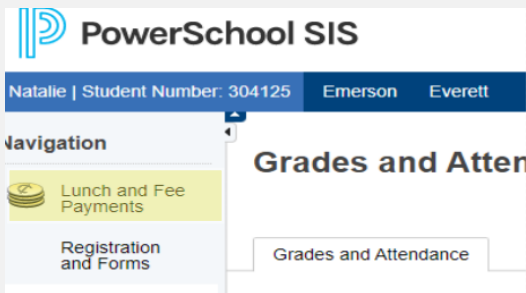 PowerSchool SIS
Natalie | Student Number: 304125 Emerson Everett
Navigation
Grades and Atten
Lunch and Fee
Payments
Registration
and Forms
Grades and Attendance